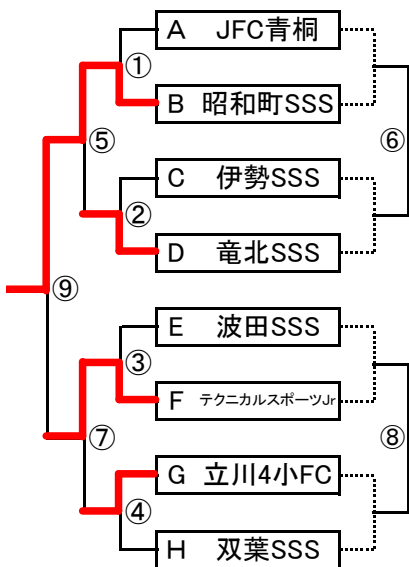 A JFC青桐
①
B 昭和町SSS
⑤
⑥
C 伊勢SSS
②
D 竜北SSS
⑨
E 波田SSS
③
F テクニカルスポーツJr
⑦
⑧
G 立川4小FC
④
H 双葉SSS